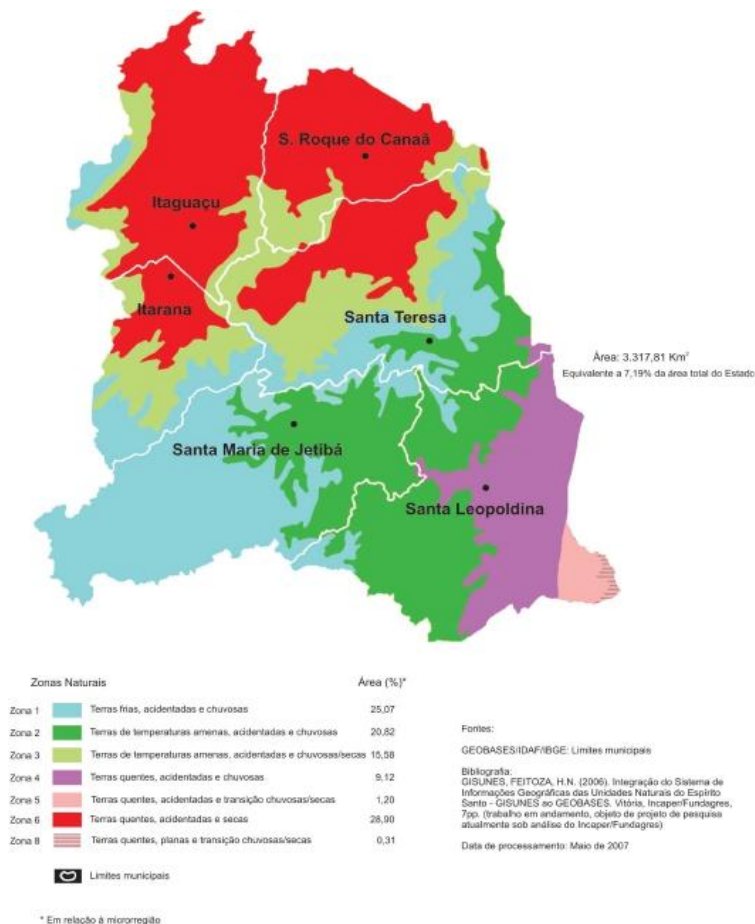 S. Roque do Canaã
Itaguaçu
Itarana
Santa Teresa
Área: 3.317,81 Km²
Equivalente a 7,19% da área total do Estado
Santa Maria de Jetibá
Santa Leopoldina
Zonas Naturais Área (%)*
Zona 1 Terras frias, acidentadas e chuvosas 25,07
Zona 2 Terras de temperaturas amenas, acidentadas e chuvosas 20,82
Zona 3 Terras de temperaturas amenas, acidentadas e chuvosas/secas 15,58
Zona 4 Terras quentes, acidentadas e chuvosas 9,12
Zona 5 Terras quentes, acidentadas e transição chuvosas/secas 1,20
Zona 6 Terras quentes, acidentadas e secas 28,90
Zona 8 Terras quentes, planas e transição chuvosas/secas 0,31
Limites municipais
* Em relação à microrregião
Fontes:
GEOBASES/IDAF/IBGE: Limites municipais
Bibliografia:
GISUNES, FEITOZA, H.N. (2006). Integração do Sistema de
Informações Geográficas das Unidades Naturais do Espírito
Santo - GISUNES ao GEOBASES. Vitória, Incaper/Fundagres,
7pp. (trabalho em andamento, objeto de projeto de pesquisa
atualmente sob análise do Incaper/Fundagres)
Data de processamento: Maio de 2007